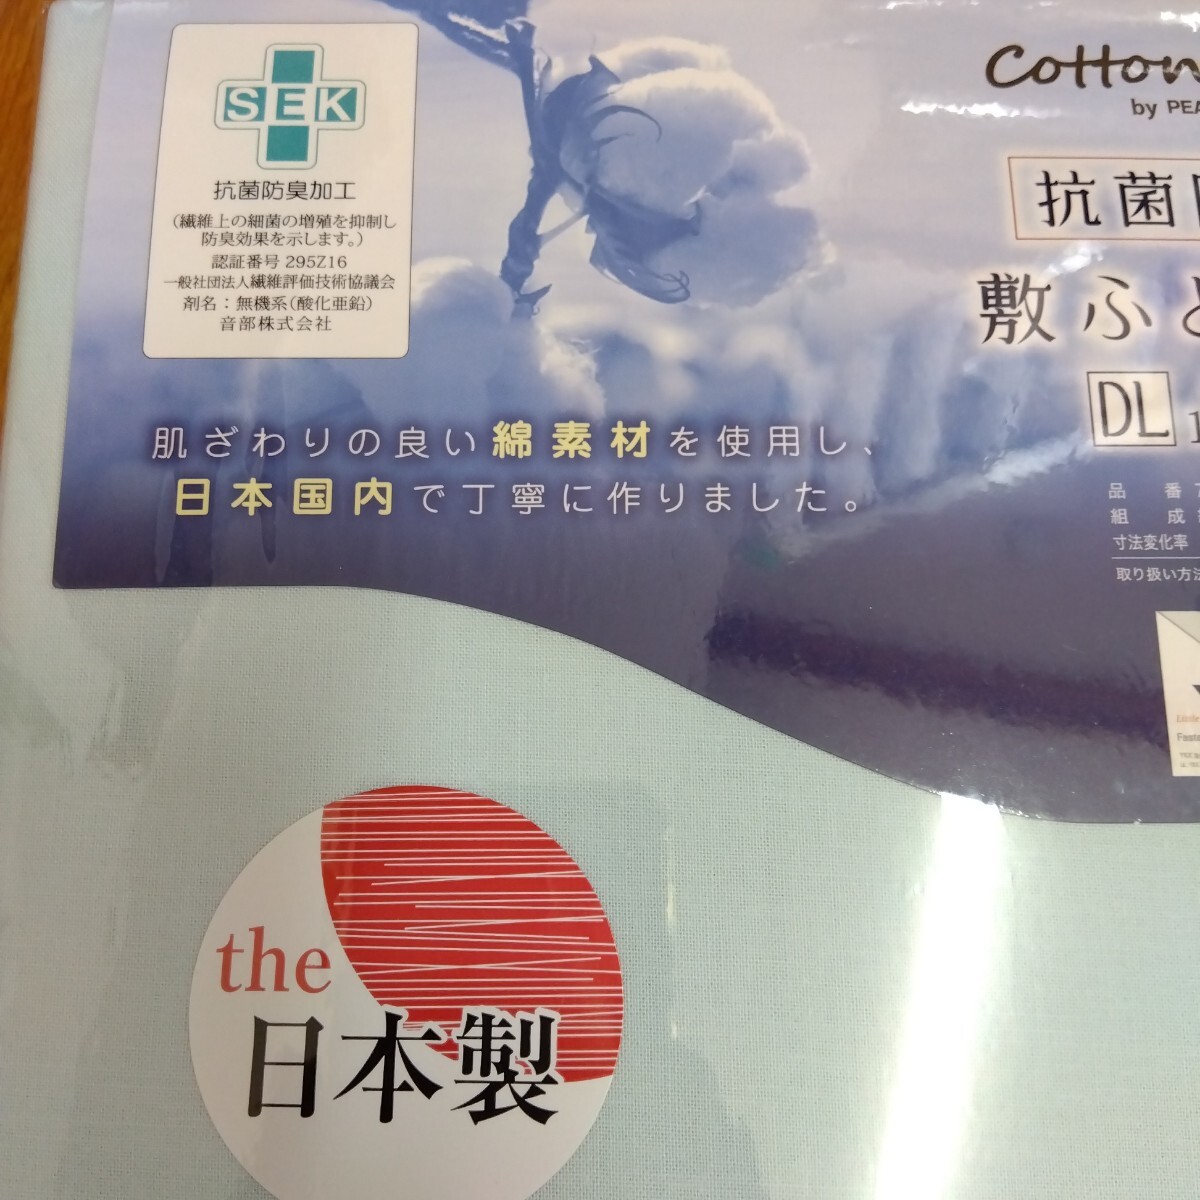 SEK
抗菌防臭加工
(繊維上の細菌の増殖を抑制し
防臭効果を示します。)
認証番号 295Z16
一般社団法人繊維評価技術協議会
剤名：無機系(酸化亜鉛)
音部株式会社
Cotton
by PEA
抗菌
敷ふと
DL
肌ざわりの良い綿素材を使用し、
日本国内で丁寧に作りました。
品番
組成
寸法変化率
取り扱い方法
the
日本製